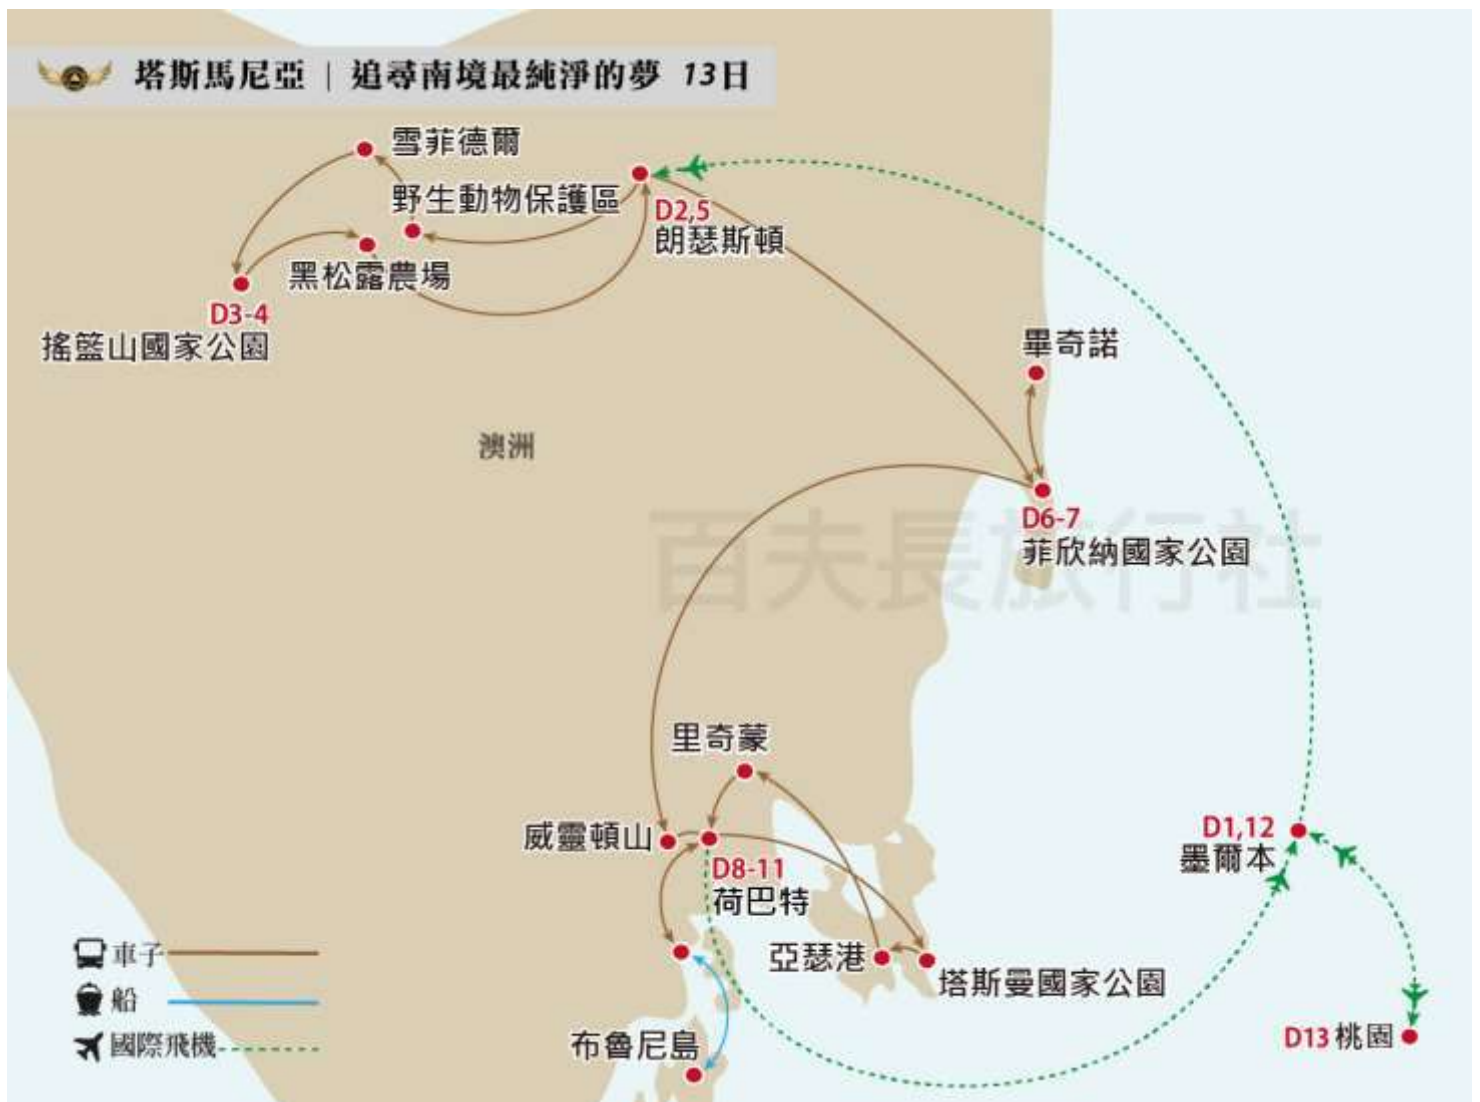 塔斯馬尼亞 | 追尋南境最純淨的夢 13日
雪菲德爾
野生動物保護區
D2,5
朗瑟斯頓
黑松露農場
D3-4
搖籃山國家公園
畢奇諾
澳洲
D6-7
菲欣納國家公園
百夫長旅行社
里奇蒙
威靈頓山
D8-11
荷巴特
D1,12
墨爾本
亞瑟港
塔斯曼國家公園
車子
船
國際飛機
布魯尼島
D13 桃園